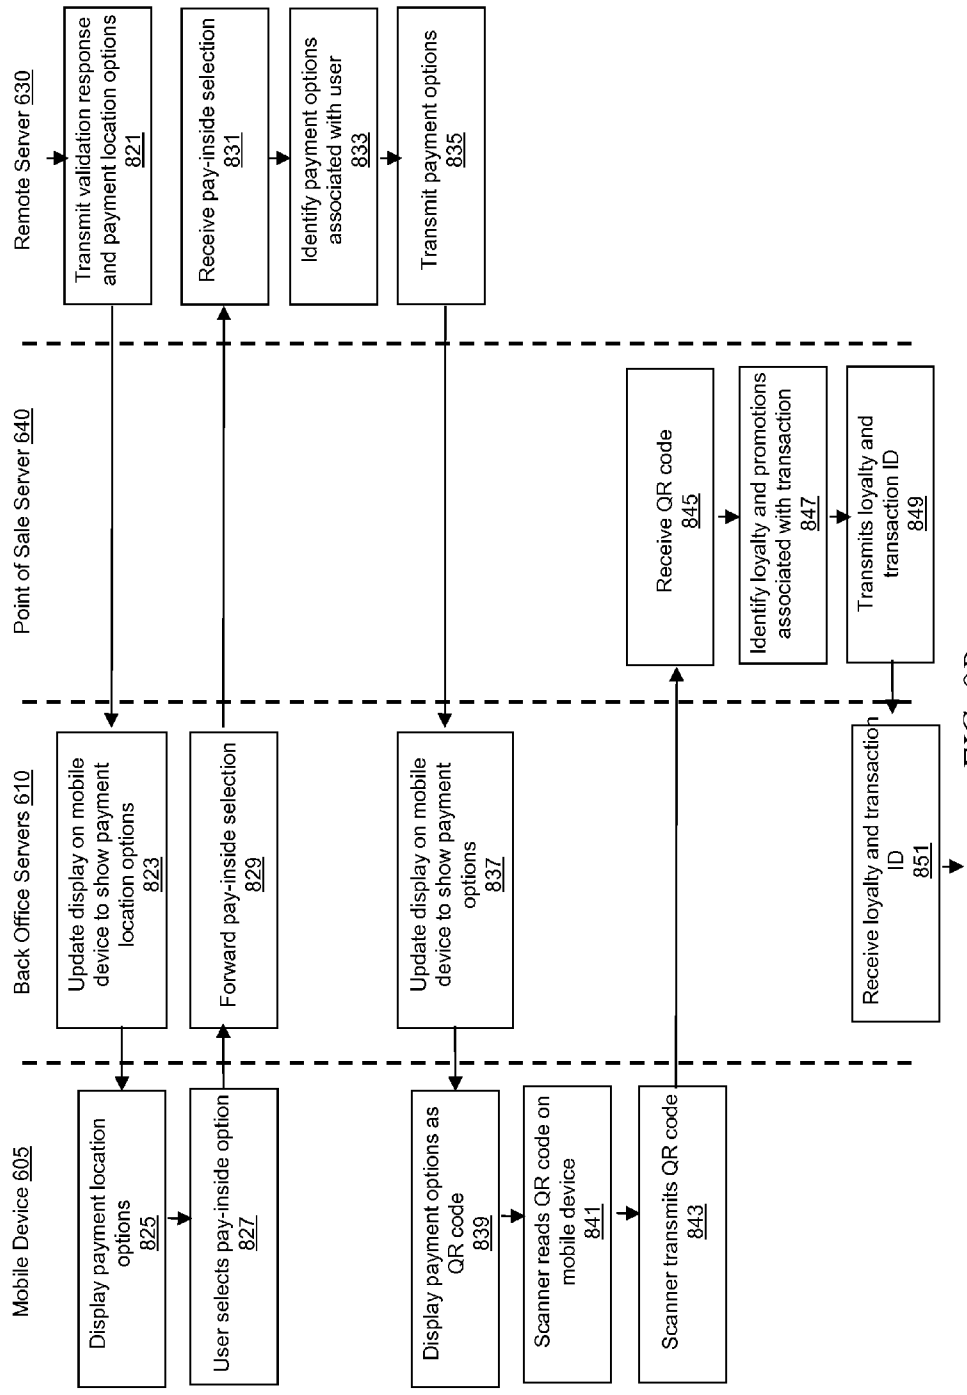 Mobile Device 605
Back Office Servers 610
Point of Sale Server 640
Remote Server 630
Transmit validation response
and payment location options
821
Update display on mobile
device to show payment
location options
823
Display payment location
options
825
User selects pay-inside option
827
Forward pay-inside selection
829
Receive pay-inside selection
831
Identify payment options
associated with user
833
Transmit payment options
835
Update display on mobile
device to show payment
options
837
Display payment options as
QR code
839
Scanner reads QR code on
mobile device
841
Scanner transmits QR code
843
Receive QR code
845
Identify loyalty and promotions
associated with transaction
847
Transmits loyalty and
transaction ID
849
Receive loyalty and transaction
ID
851